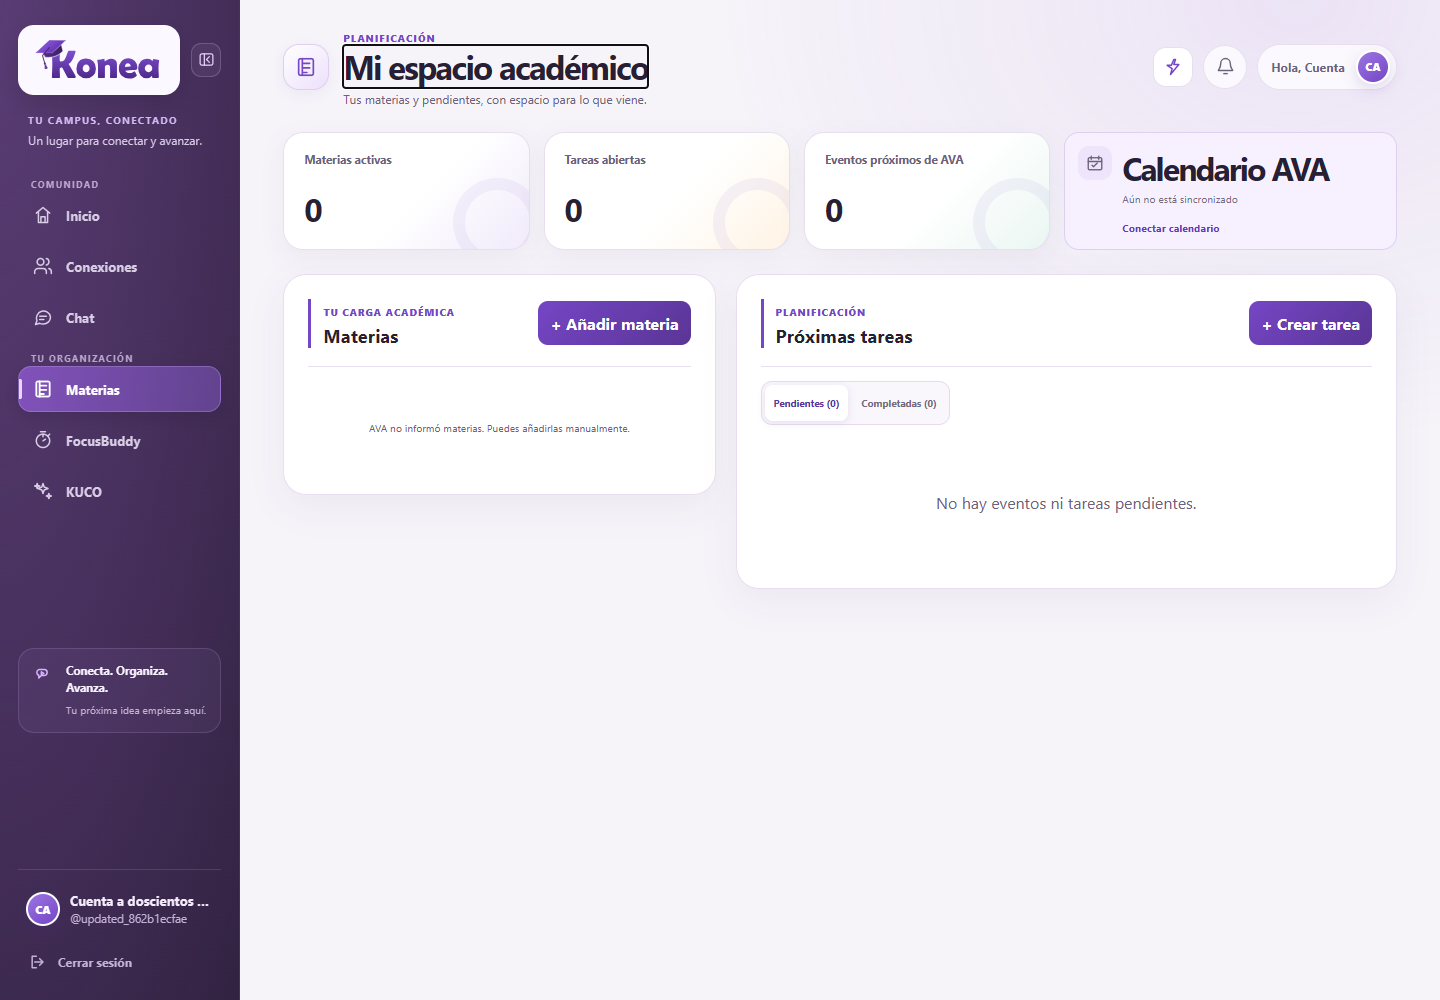 Konea
TU CAMPUS, CONECTADO
Un lugar para conectar y avanzar.
COMUNIDAD
Inicio
Conexiones
Chat
TU ORGANIZACIÓN
Materias
FocusBuddy
KUCO
Conecta. Organiza.
Avanza.
Tu próxima idea empieza aquí.
CA
Cuenta a doscientos ...
@updated_862b1ecfae
Cerrar sesión
PLANIFICACIÓN
Mi espacio académico
Tus materias y pendientes, con espacio para lo que viene.
Hola, Cuenta
CA
Materias activas
0
Tareas abiertas
0
Eventos próximos de AVA
0
Calendario AVA
Aún no está sincronizado
Conectar calendario
TU CARGA ACADÉMICA
Materias
+ Añadir materia
AVA no informó materias. Puedes añadirlas manualmente.
PLANIFICACIÓN
Próximas tareas
+ Crear tarea
Pendientes (0)
Completadas (0)
No hay eventos ni tareas pendientes.